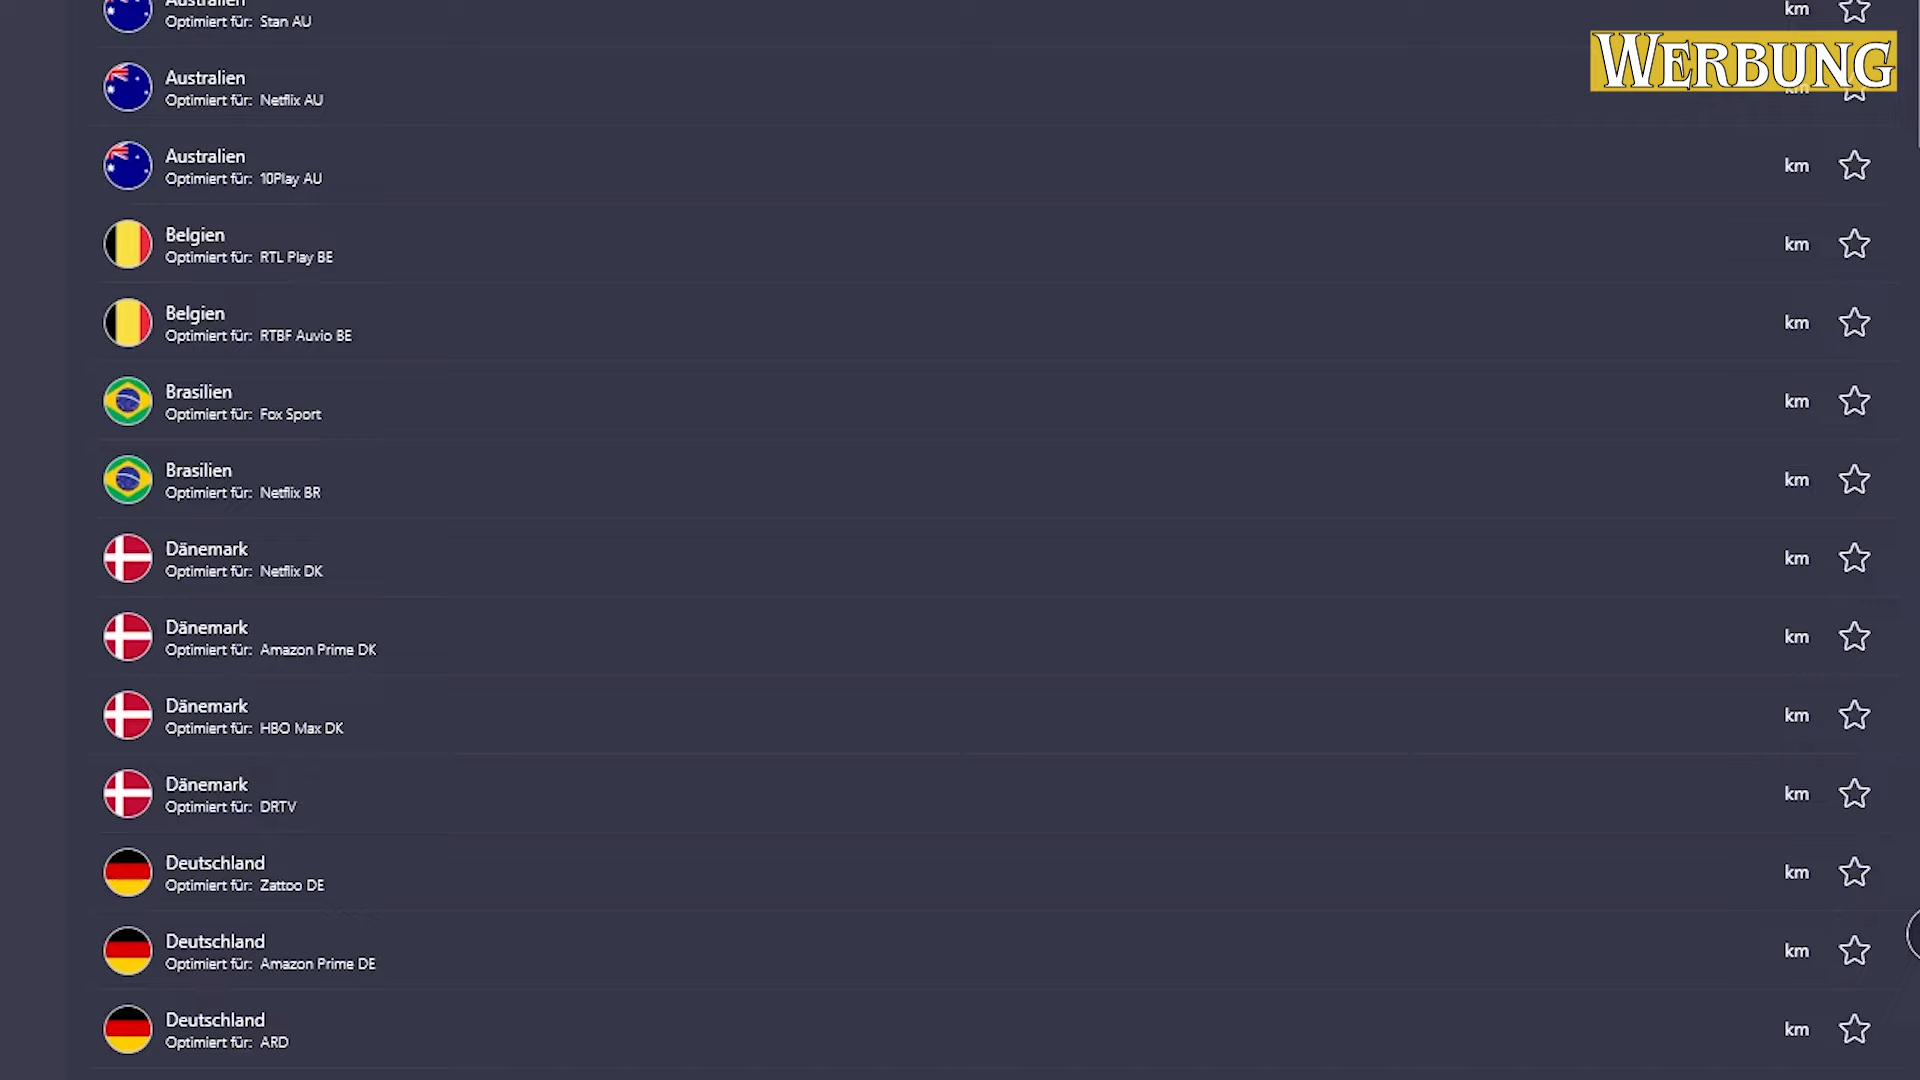 Australien
Optimiert für: Stan AU
km
WERBUNG
Australien
Optimiert für: Netflix AU
km
Australien
Optimiert für: 10Play AU
km
Belgien
Optimiert für: RTL Play BE
km
Belgien
Optimiert für: RTBF Auvio BE
km
Brasilien
Optimiert für: Fox Sport
km
Brasilien
Optimiert für: Netflix BR
km
Dänemark
Optimiert für: Netflix DK
km
Dänemark
Optimiert für: Amazon Prime DK
km
Dänemark
Optimiert für: HBO Max DK
km
Dänemark
Optimiert für: DRTV
km
Deutschland
Optimiert für: Zattoo DE
km
Deutschland
Optimiert für: Amazon Prime DE
km
Deutschland
Optimiert für: ARD
km